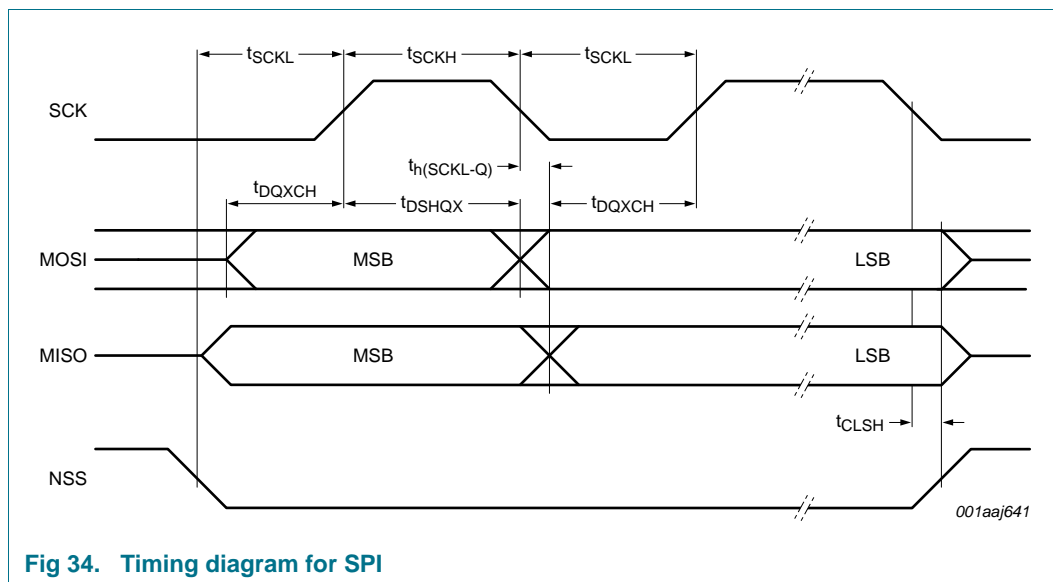 tSCKL tSCKH tSCKL
SCK
th(SCKL-Q)
tDQXCH tDSHQX tDQXCH
MOSI MSB LSB
MISO MSB LSB
tCLSH
NSS
001aaj641
Fig 34. Timing diagram for SPI